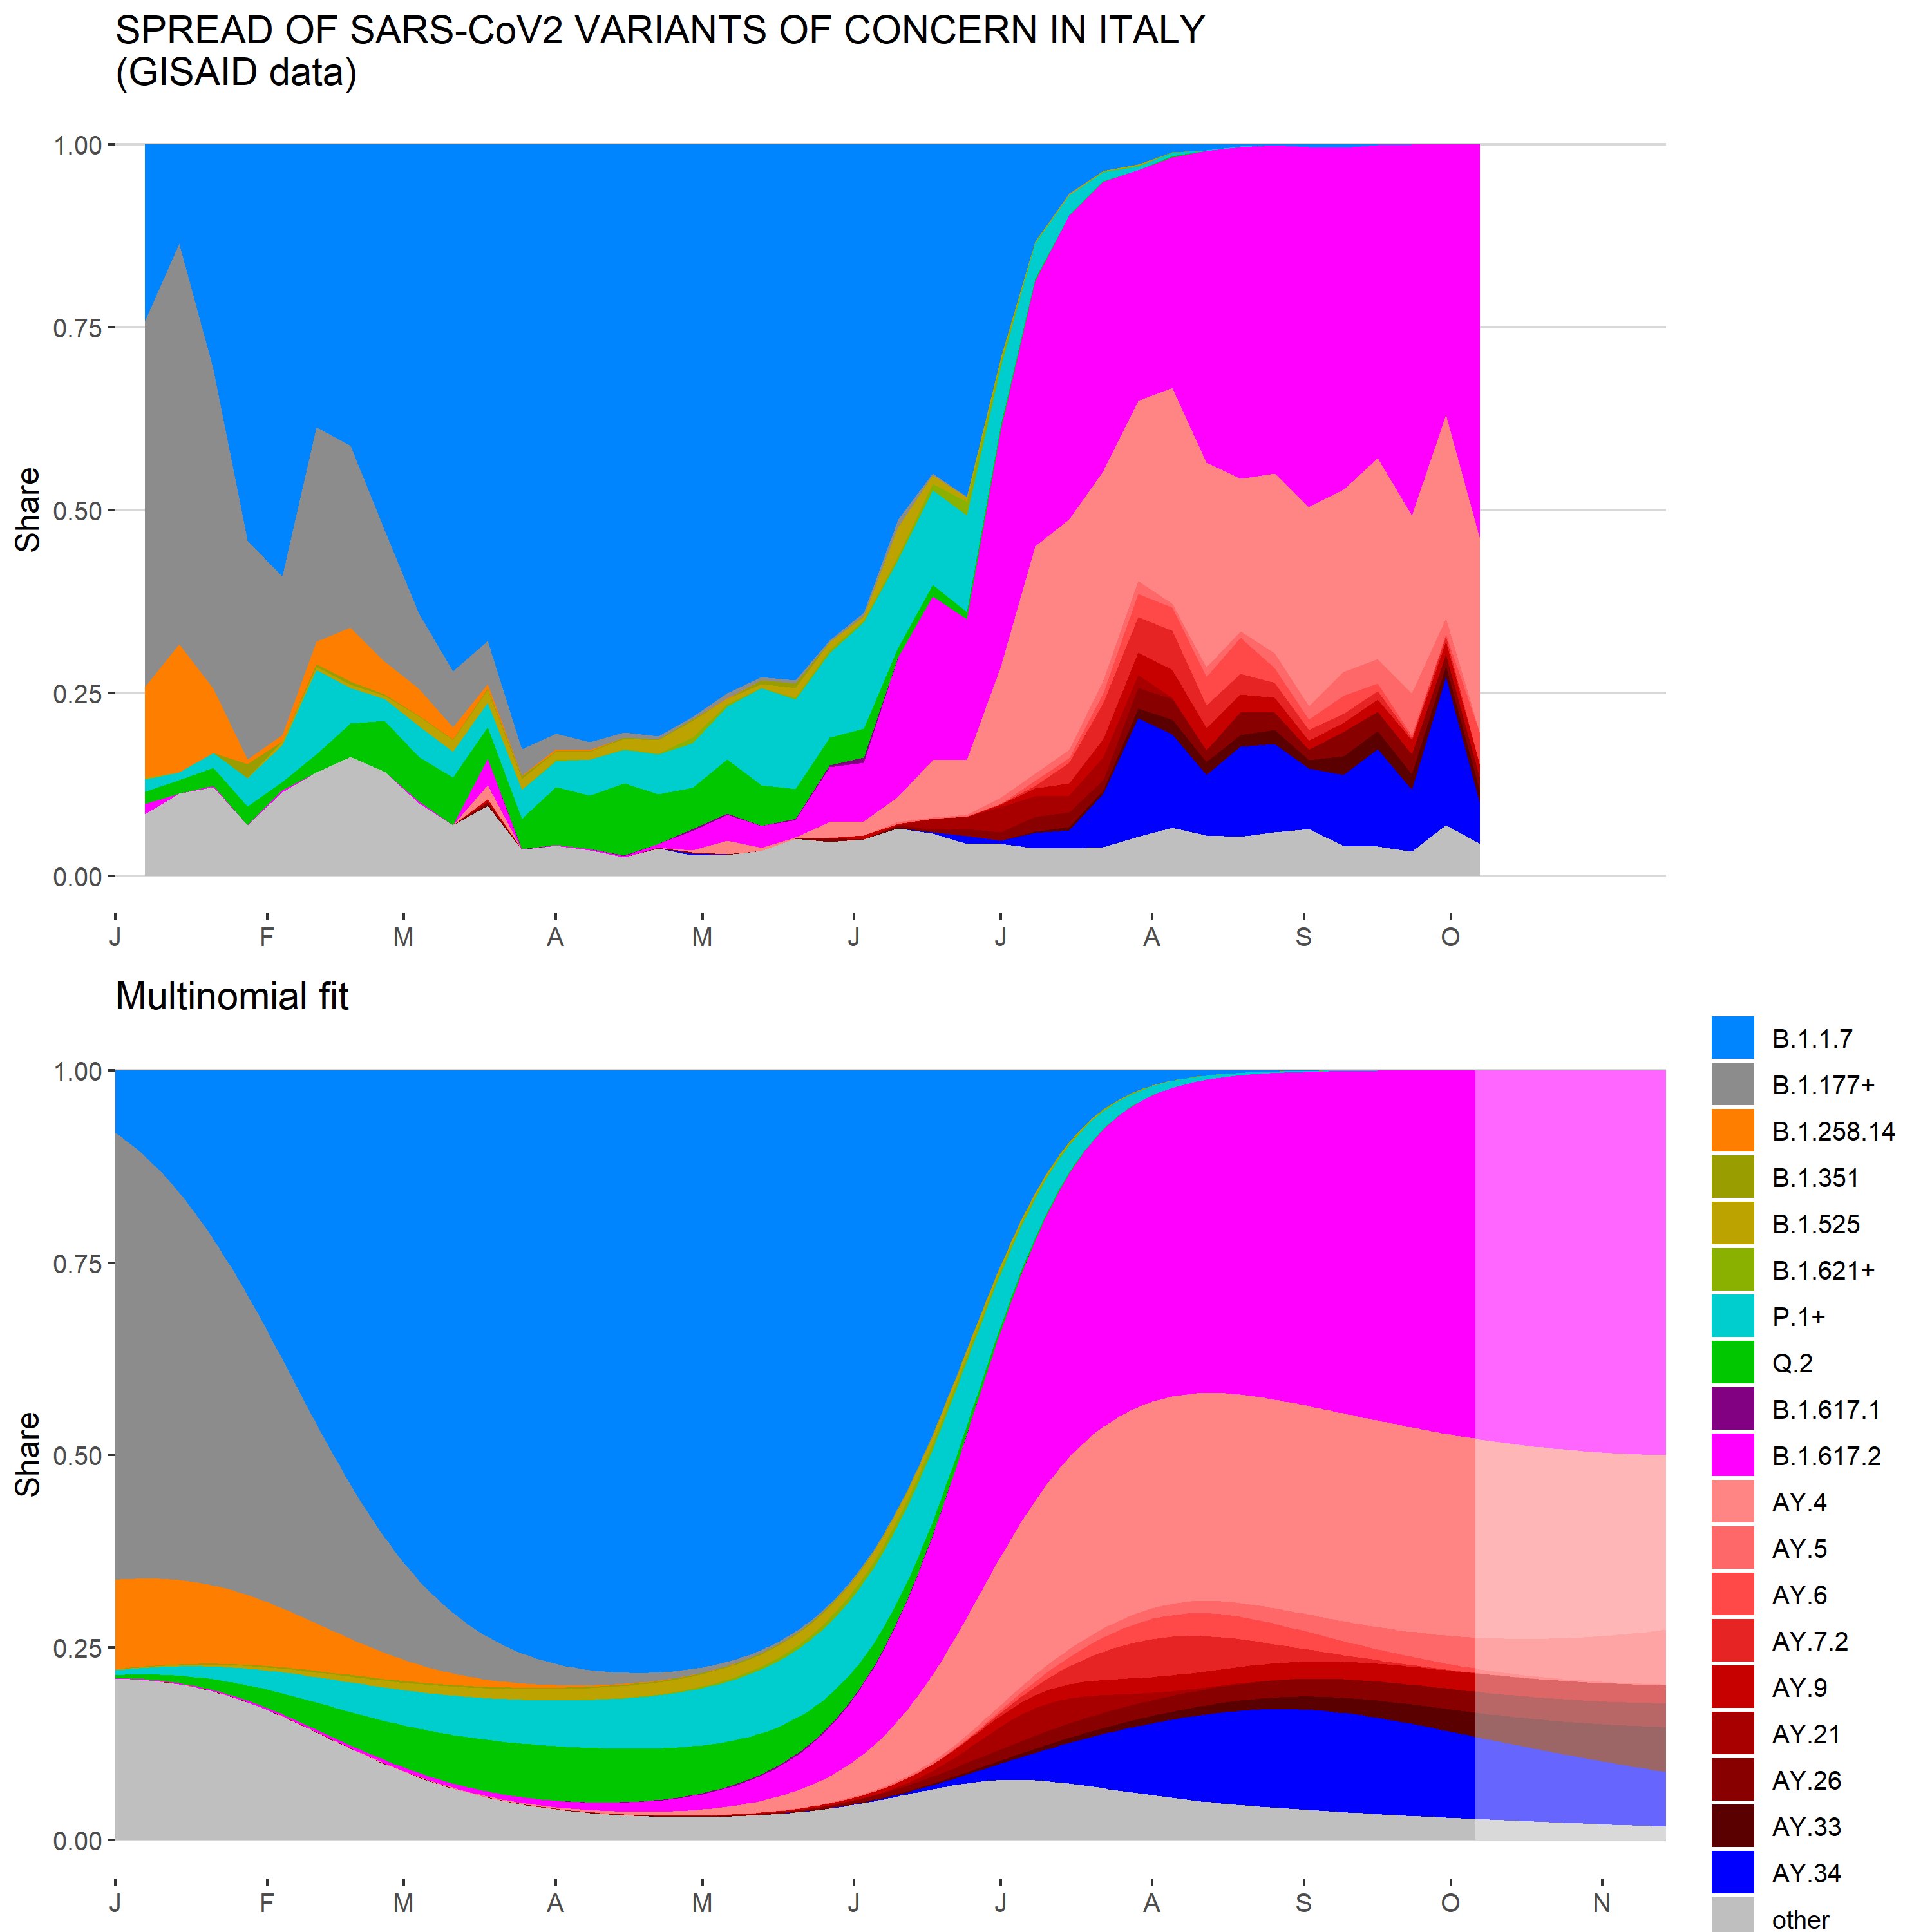 SPREAD OF SARS-CoV2 VARIANTS OF CONCERN IN ITALY
(GISAID data)
1.00
0.75
0.50
0.25
0.00
Share
J F M A M J J A S O
Multinomial fit
1.00
0.75
0.50
0.25
0.00
Share
J F M A M J J A S O N
B.1.1.7
B.1.177+
B.1.258.14
B.1.351
B.1.525
B.1.621+
P.1+
Q.2
B.1.617.1
B.1.617.2
AY.4
AY.5
AY.6
AY.7.2
AY.9
AY.21
AY.26
AY.33
AY.34
other